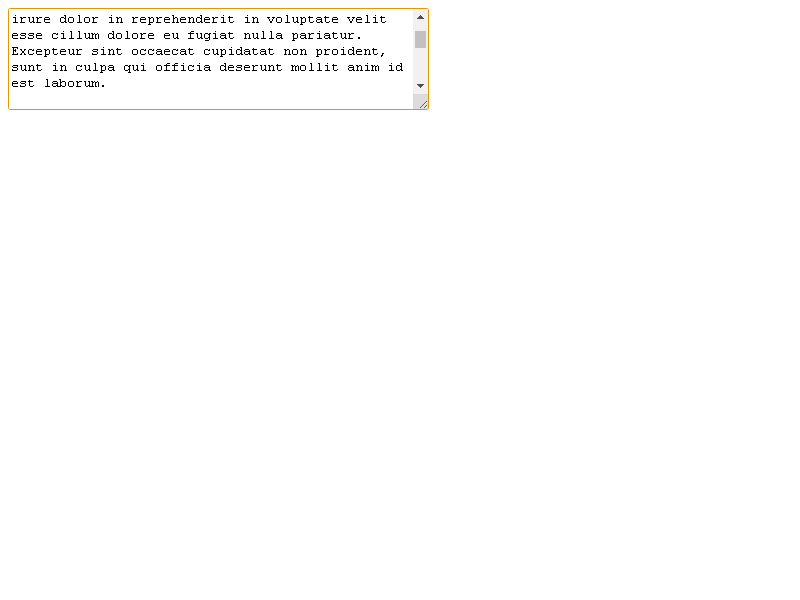 irure dolor in reprehenderit in voluptate velit
esse cillum dolore eu fugiat nulla pariatur.
Excepteur sint occaecat cupidatat non proident,
sunt in culpa qui officia deserunt mollit anim id
est laborum.